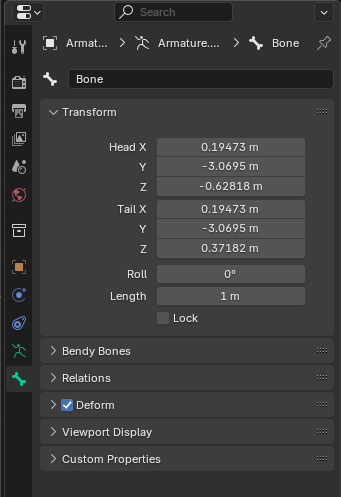 Search
Armat... Armature.... Bone
Bone
Transform
Head X 0.19473 m
Y -3.0695 m
Z -0.62818 m
Tail X 0.19473 m
Y -3.0695 m
Z 0.37182 m
Roll 0°
Length 1 m
Lock
Bendy Bones
Relations
Deform
Viewport Display
Custom Properties